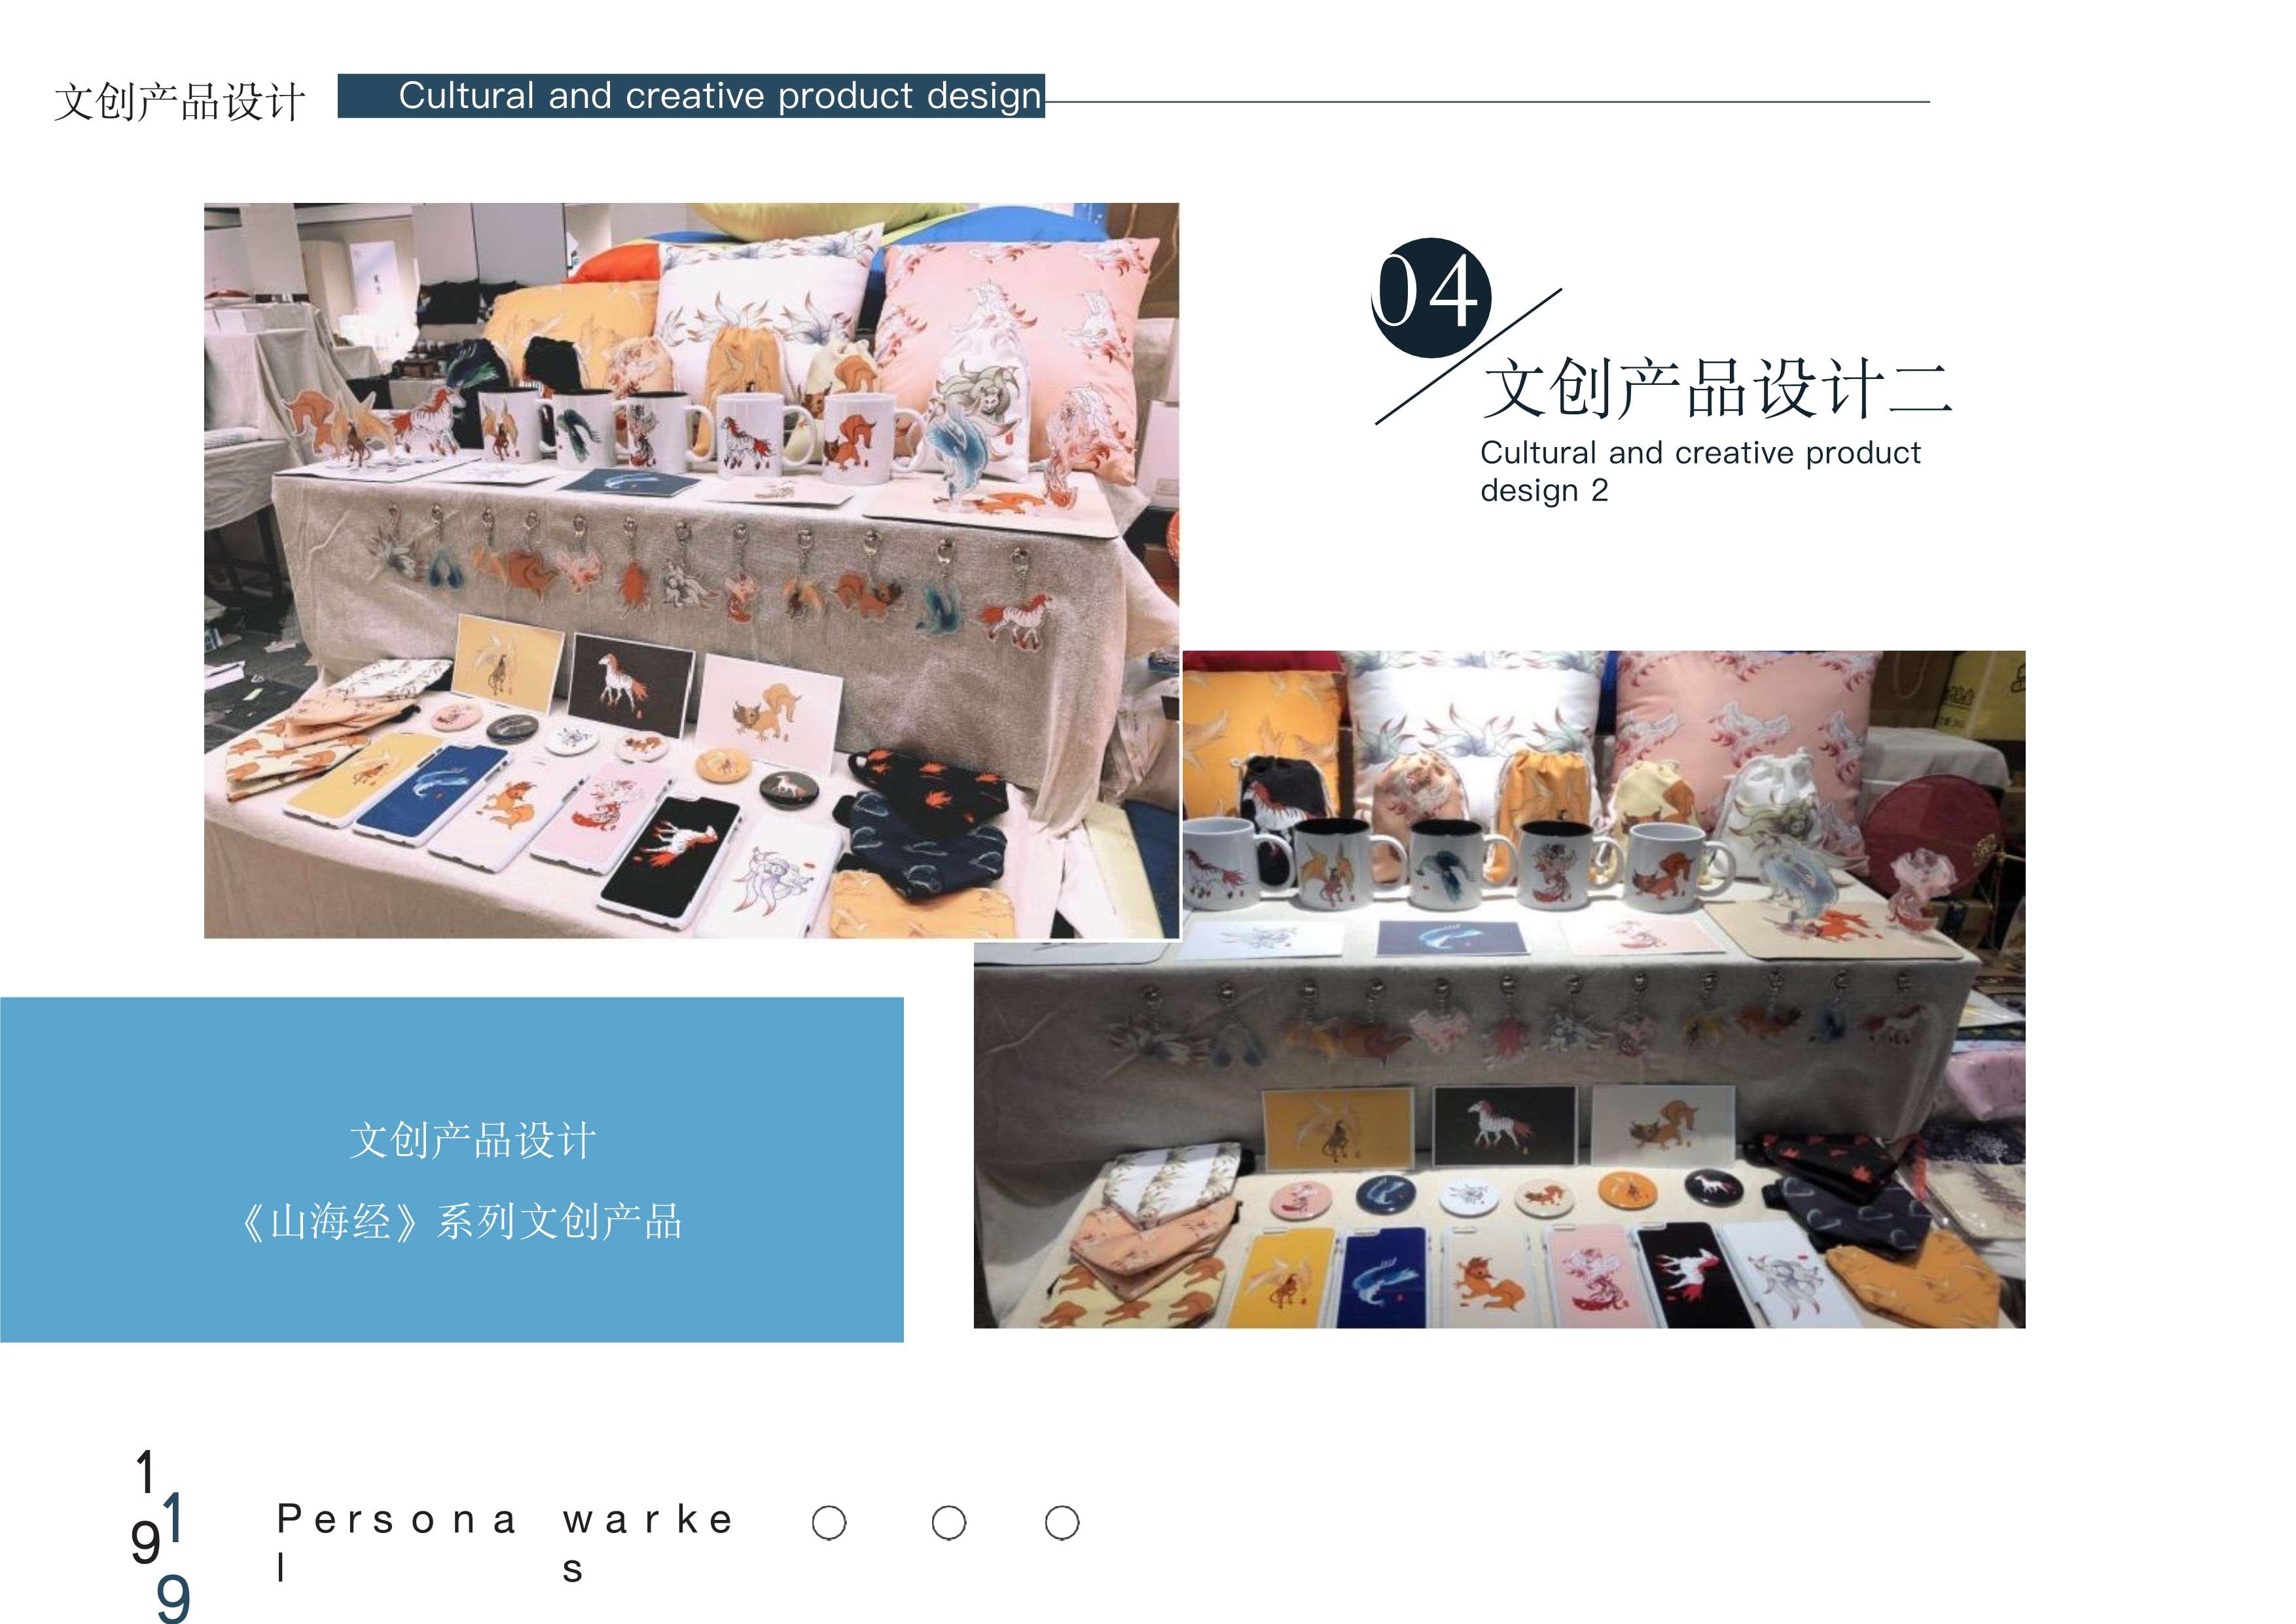 文创产品设计
Cultural and creative product design
04
文创产品设计二
Cultural and creative product
design 2
文创产品设计
《山海经》系列文创产品
1
1
9
9
Persona warke
l s